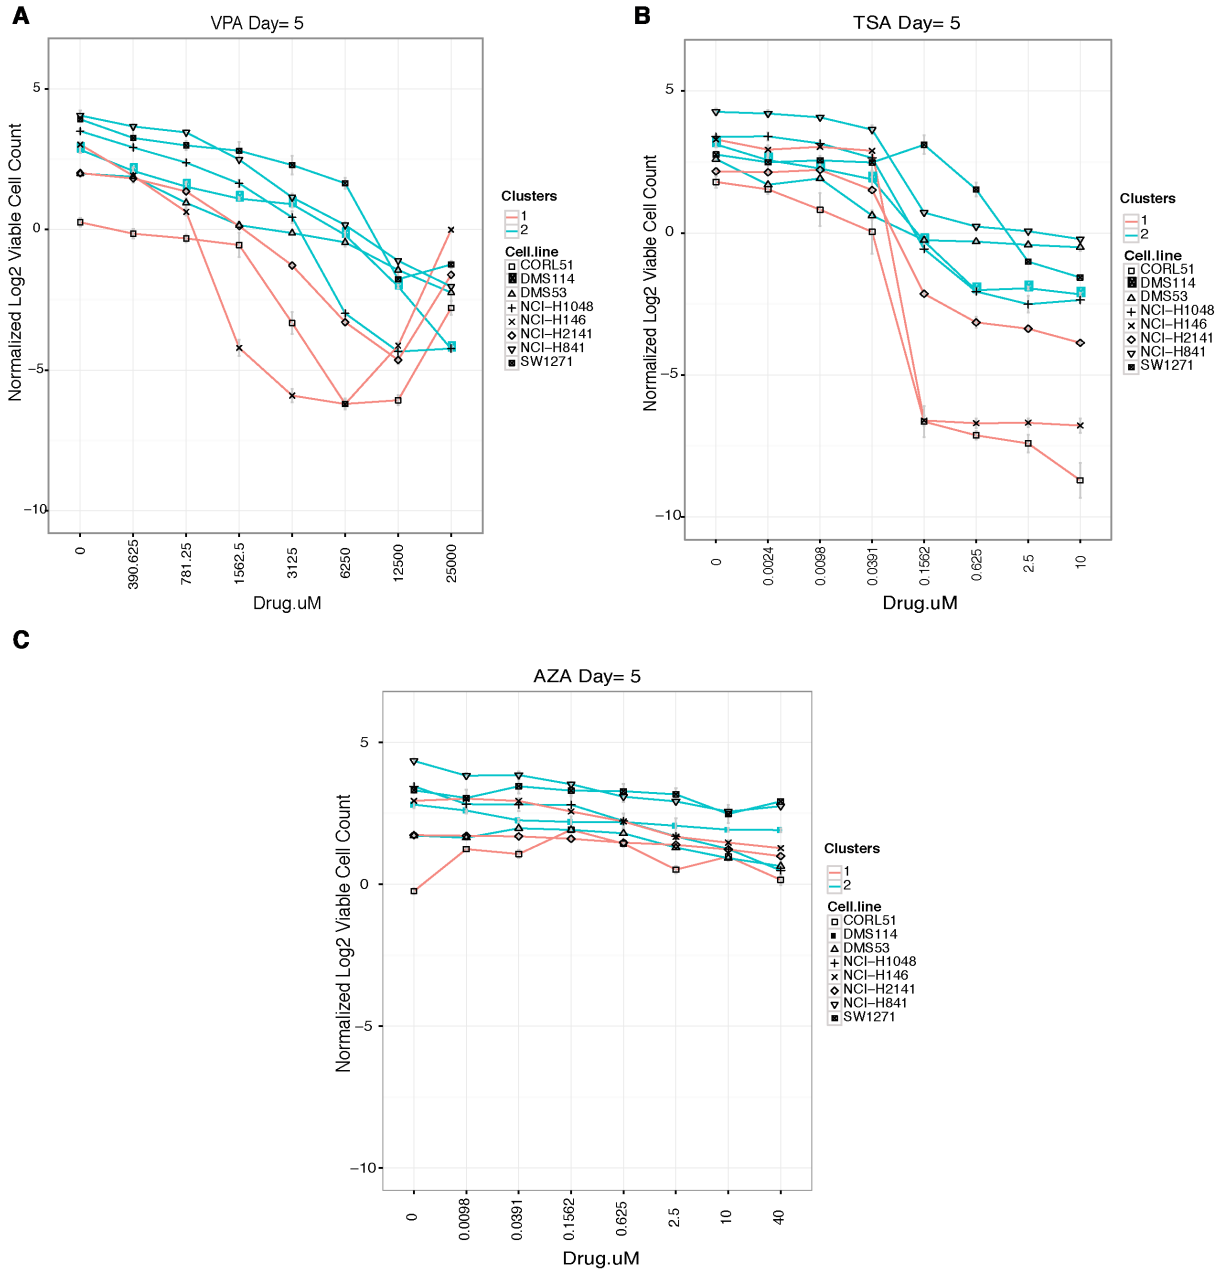 A
VPA Day= 5
Normalized Log2 Viable Cell Count
5
0
−5
−10
0
390.625
781.25
1562.5
3125
6250
12500
25000
Drug.uM
Clusters
1
2
Cell.line
CORL51
DMS114
DMS53
NCI−H1048
NCI−H146
NCI−H2141
NCI−H841
SW1271
B
TSA Day= 5
Normalized Log2 Viable Cell Count
5
0
−5
−10
0
0.0024
0.0098
0.0391
0.1562
0.625
2.5
10
Drug.uM
Clusters
1
2
Cell.line
CORL51
DMS114
DMS53
NCI−H1048
NCI−H146
NCI−H2141
NCI−H841
SW1271
C
AZA Day= 5
Normalized Log2 Viable Cell Count
5
0
−5
−10
0
0.0098
0.0391
0.1562
0.625
2.5
10
40
Drug.uM
Clusters
1
2
Cell.line
CORL51
DMS114
DMS53
NCI−H1048
NCI−H146
NCI−H2141
NCI−H841
SW1271